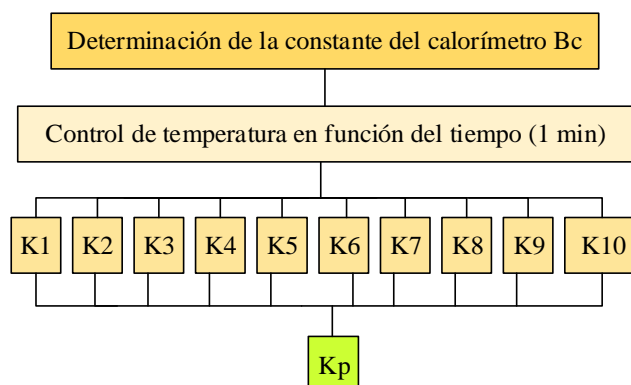 Determinación de la constante del calorímetro Bc
Control de temperatura en función del tiempo (1 min)
K1 K2 K3 K4 K5 K6 K7 K8 K9 K10
Kp